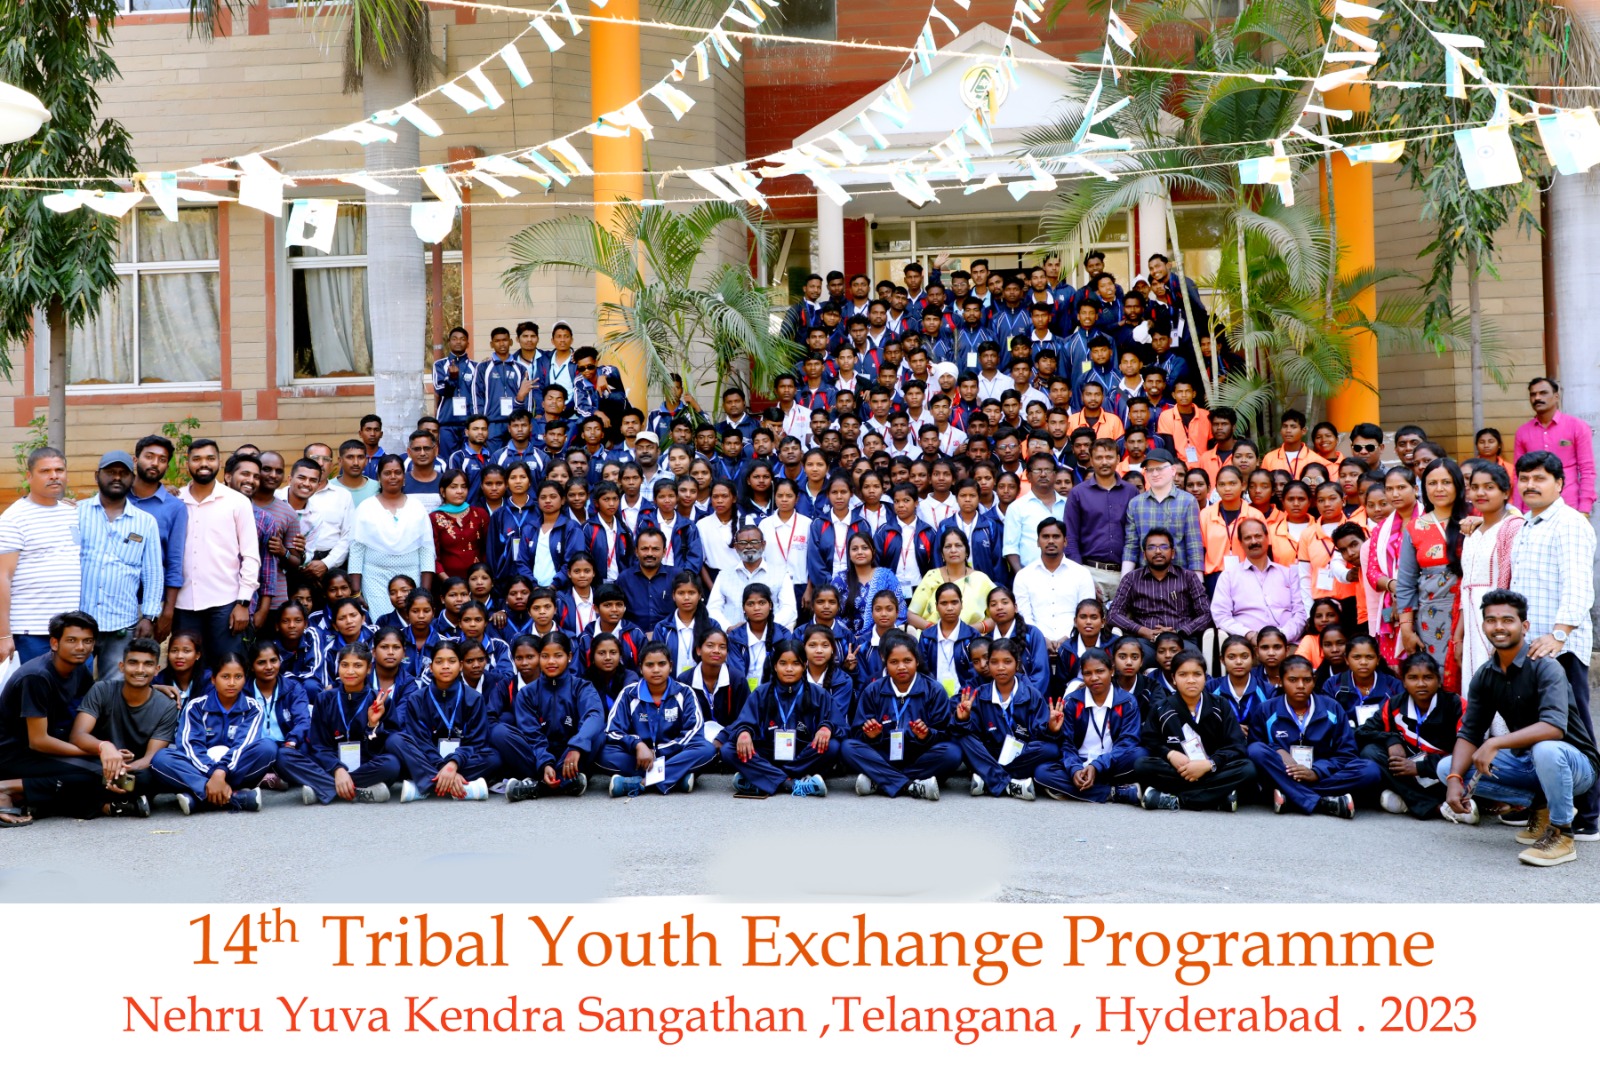 14th Tribal Youth Exchange Programme
Nehru Yuva Kendra Sangathan ,Telangana , Hyderabad . 2023